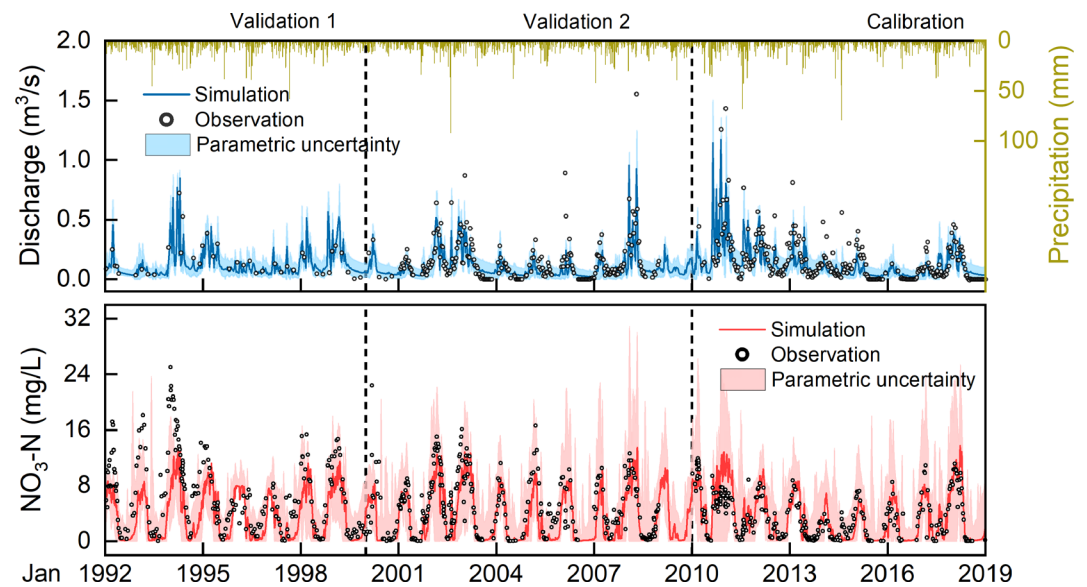 Validation 1 Validation 2 Calibration
2.0 0
Simulation
Observation
Parametric uncertainty
1.5 50
1.0 100
0.5
0.0
Discharge (m³/s)
Precipitation (mm)
32
Simulation
Observation
Parametric uncertainty
24
16
8
0
NO₃-N (mg/L)
Jan 1992 1995 1998 2001 2004 2007 2010 2013 2016 2019